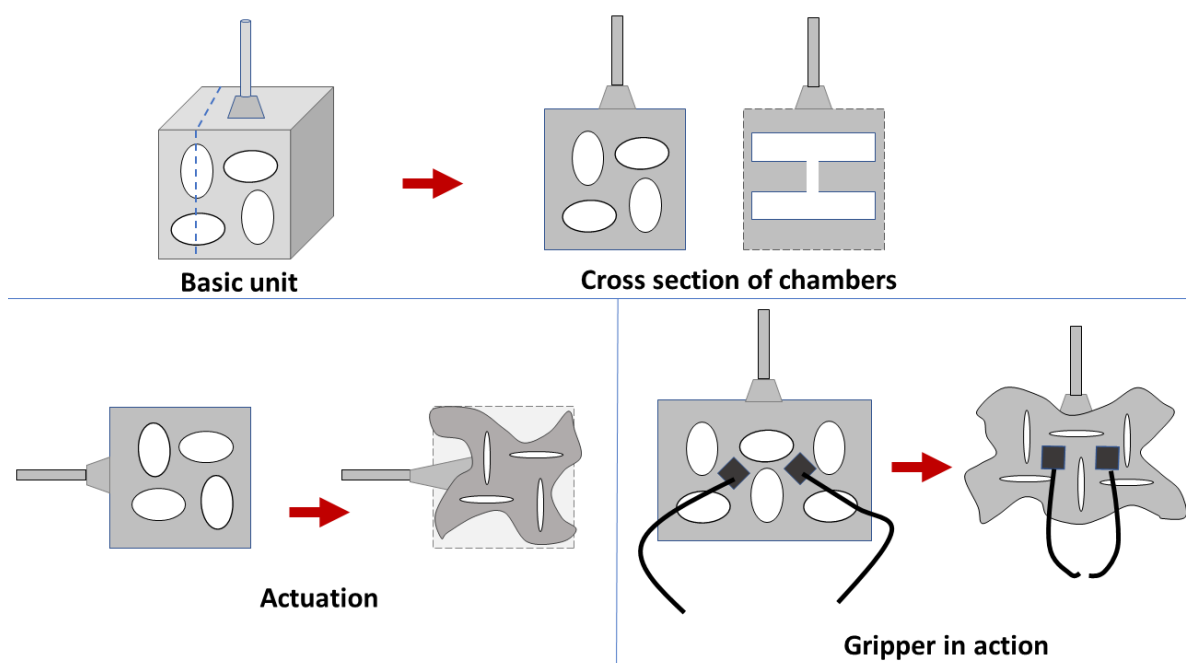 Basic unit
Cross section of chambers
Actuation
Gripper in action